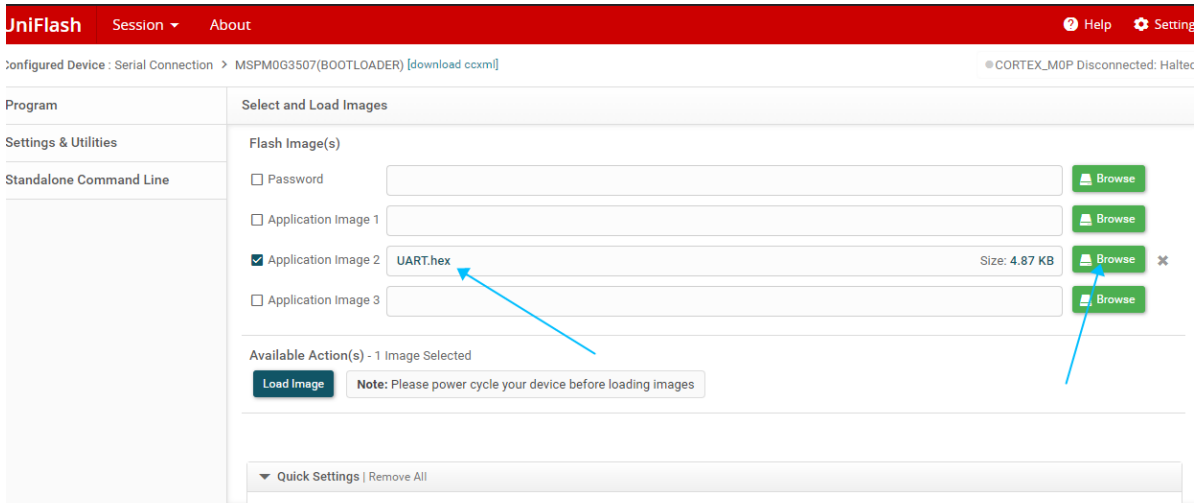 UniFlash Session About Help Setting
Configured Device : Serial Connection > MSPM0G3507(BOOTLOADER) [download ccxml] CORTEX_M0P Disconnected: Halted
Program Select and Load Images
Settings & Utilities Flash Image(s)
Standalone Command Line Password Browse
Application Image 1 Browse
Application Image 2 UART.hex Size: 4.87 KB Browse
Application Image 3 Browse
Available Action(s) - 1 Image Selected
Load Image Note: Please power cycle your device before loading images
Quick Settings | Remove All